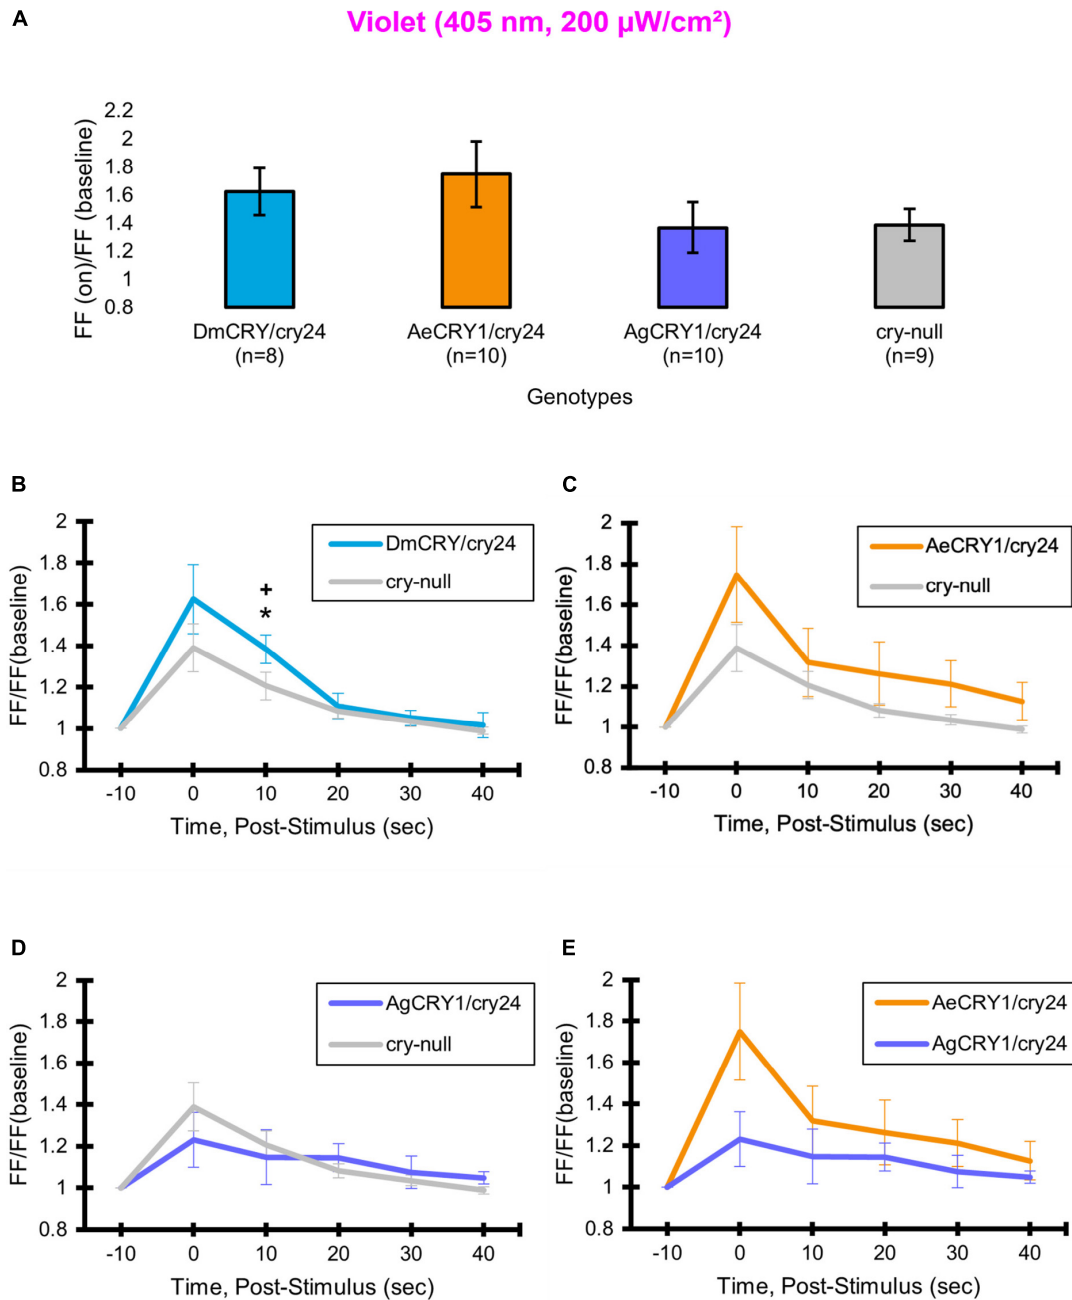 A
Violet (405 nm, 200 µW/cm²)
FF (on)/FF (baseline)
2.2
2
1.8
1.6
1.4
1.2
1
0.8
DmCRY/cry24 AeCRY1/cry24 AgCRY1/cry24 cry-null
(n=8) (n=10) (n=10) (n=9)
Genotypes
B
FF/FF(baseline)
2
1.8
1.6
1.4
1.2
1
0.8
DmCRY/cry24
cry-null
+
*
-10 0 10 20 30 40
Time, Post-Stimulus (sec)
C
FF/FF(baseline)
2
1.8
1.6
1.4
1.2
1
0.8
AeCRY1/cry24
cry-null
-10 0 10 20 30 40
Time, Post-Stimulus (sec)
D
FF/FF(baseline)
2
1.8
1.6
1.4
1.2
1
0.8
AgCRY1/cry24
cry-null
-10 0 10 20 30 40
Time, Post-Stimulus (sec)
E
FF/FF(baseline)
2
1.8
1.6
1.4
1.2
1
0.8
AeCRY1/cry24
AgCRY1/cry24
-10 0 10 20 30 40
Time, Post-Stimulus (sec)